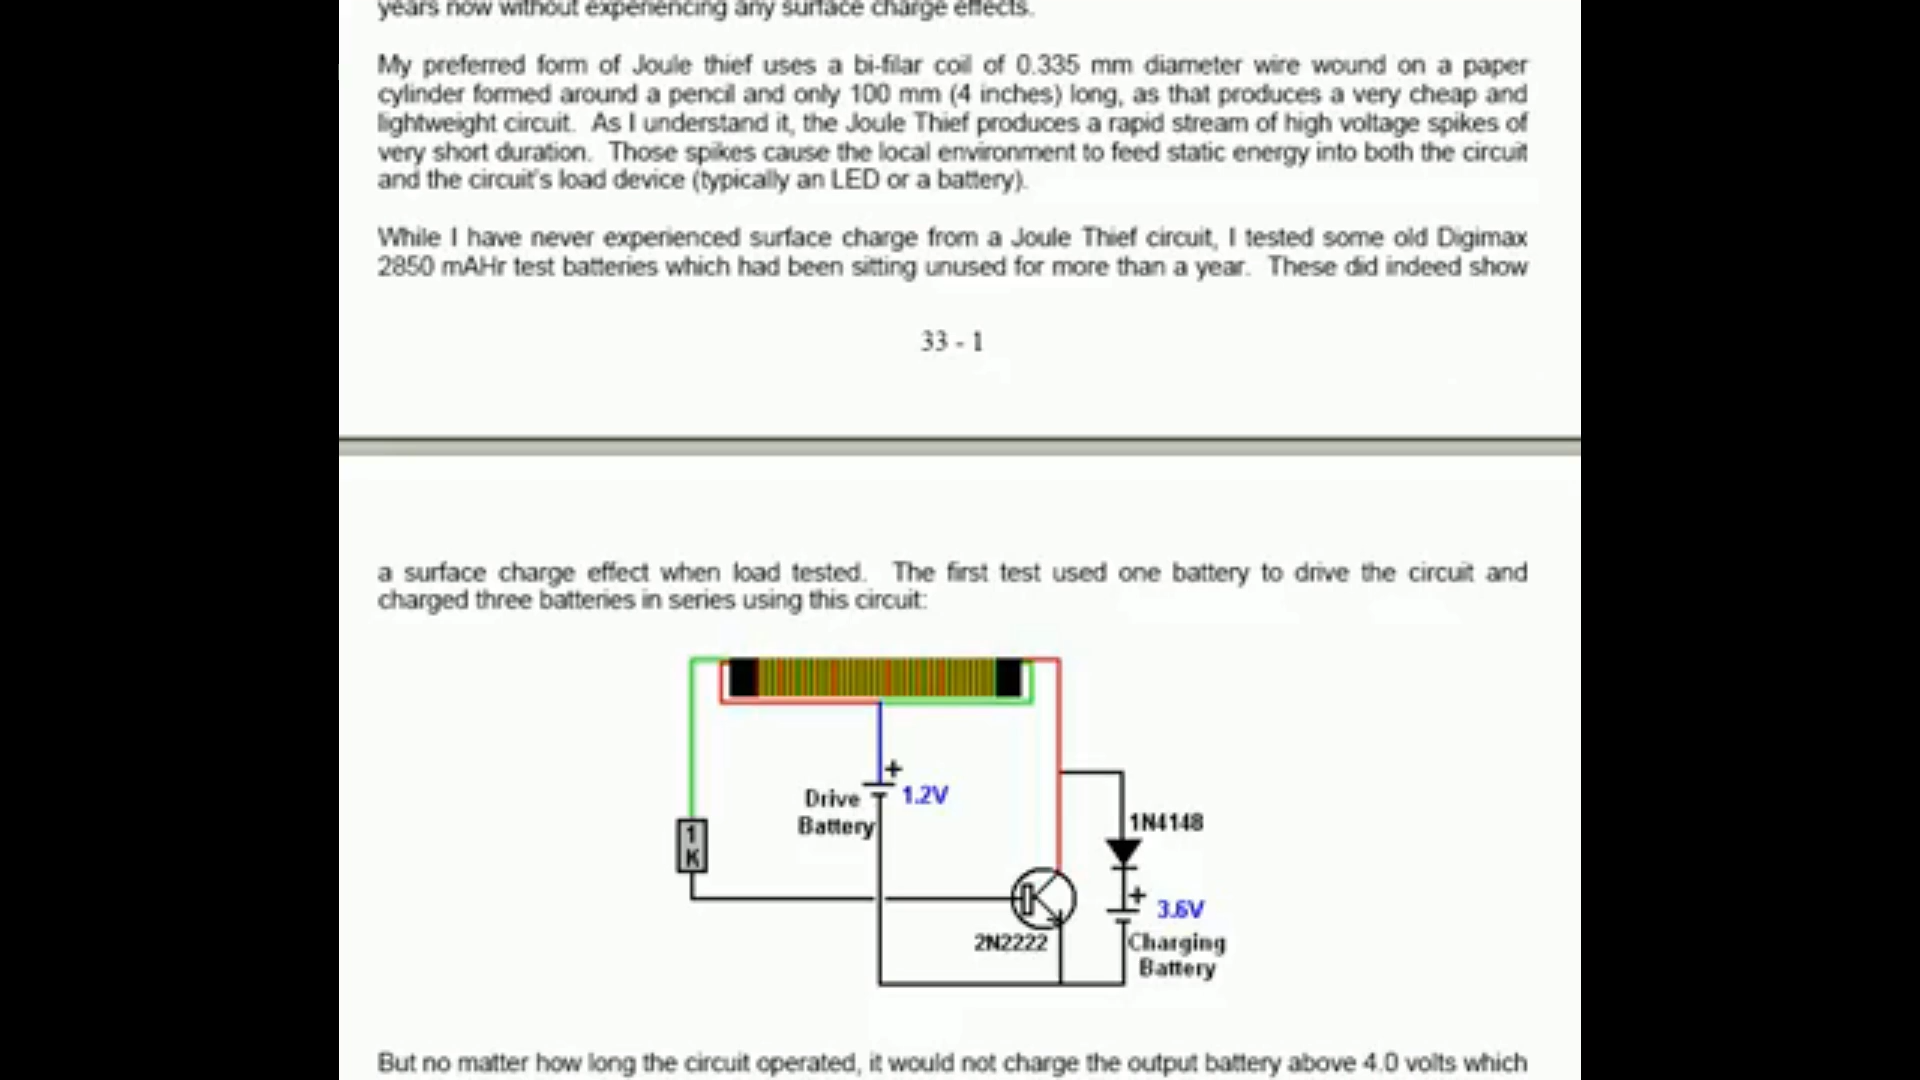 years now without experiencing any surface charge effects.
My preferred form of Joule thief uses a bi-filar coil of 0.335 mm diameter wire wound on a paper
cylinder formed around a pencil and only 100 mm (4 inches) long, as that produces a very cheap and
lightweight circuit. As I understand it, the Joule Thief produces a rapid stream of high voltage spikes of
very short duration. Those spikes cause the local environment to feed static energy into both the circuit
and the circuit's load device (typically an LED or a battery).
While I have never experienced surface charge from a Joule Thief circuit, I tested some old Digimax
2850 mAHr test batteries which had been sitting unused for more than a year. These did indeed show
33 - 1
a surface charge effect when load tested. The first test used one battery to drive the circuit and
charged three batteries in series using this circuit:
+
Drive
Battery
1.2V
1
K
1N4148
+
3.6V
2N2222
Charging
Battery
But no matter how long the circuit operated, it would not charge the output battery above 4.0 volts which